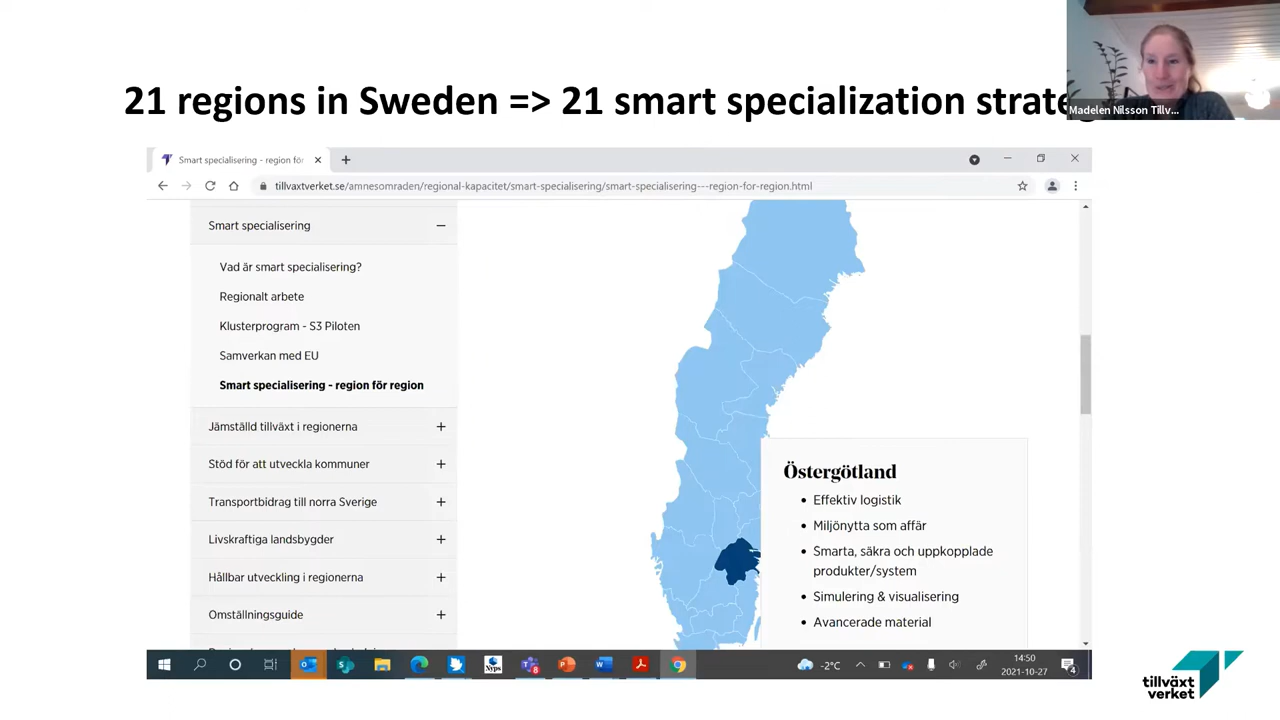 21 regions in Sweden => 21 smart specialization strate
Madelen Nilsson Tillv...
Smart specialisering - region för
tillvaxtverket.se/amnesomraden/regional-kapacitet/smart-specialisering/smart-specialisering---region-for-region.html
Smart specialisering
Vad är smart specialisering?
Regionalt arbete
Klusterprogram - S3 Piloten
Samverkan med EU
Smart specialisering - region för region
Jämställd tillväxt i regionerna
Stöd för att utveckla kommuner
Transportbidrag till norra Sverige
Livskraftiga landsbygder
Hållbar utveckling i regionerna
Omställningsguide
Östergötland
• Effektiv logistik
• Miljönytta som affär
• Smarta, säkra och uppkopplade
produkter/system
• Simulering & visualisering
• Avancerade material
Nyps
8
-2°C
14:50
2021-10-27
4
tillväxt
verket